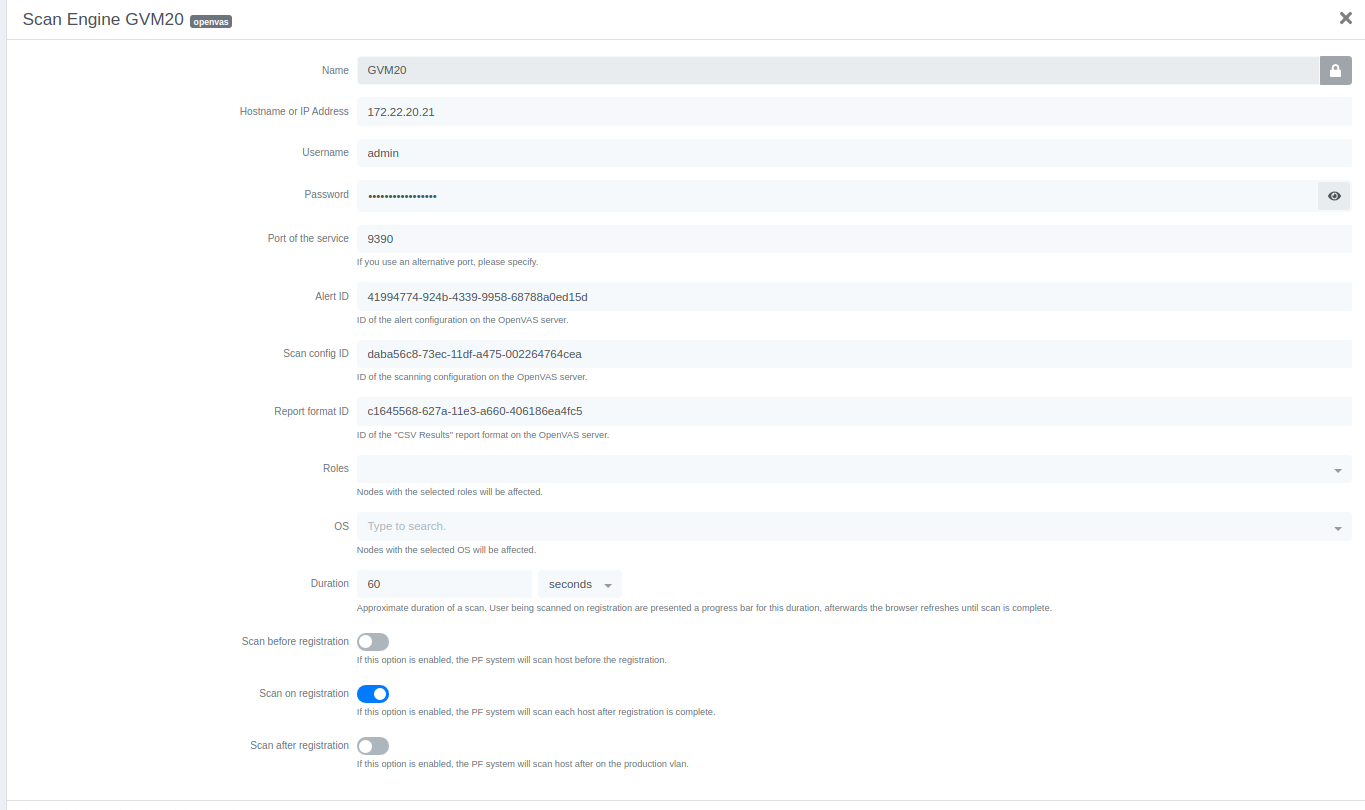 Scan Engine GVM20 openvas
Name GVM20
Hostname or IP Address 172.22.20.21
Username admin
Password •••••••••••••••••
Port of the service 9390
If you use an alternative port, please specify.
Alert ID 41994774-924b-4339-9958-68788a0ed15d
ID of the alert configuration on the OpenVAS server.
Scan config ID daba56c8-73ec-11df-a475-002264764cea
ID of the scanning configuration on the OpenVAS server.
Report format ID c1645568-627a-11e3-a660-406186ea4fc5
ID of the "CSV Results" report format on the OpenVAS server.
Roles
Nodes with the selected roles will be affected.
OS Type to search.
Nodes with the selected OS will be affected.
Duration 60 seconds
Approximate duration of a scan. User being scanned on registration are presented a progress bar for this duration, afterwards the browser refreshes until scan is complete.
Scan before registration
If this option is enabled, the PF system will scan host before the registration.
Scan on registration
If this option is enabled, the PF system will scan each host after registration is complete.
Scan after registration
If this option is enabled, the PF system will scan host after on the production vlan.